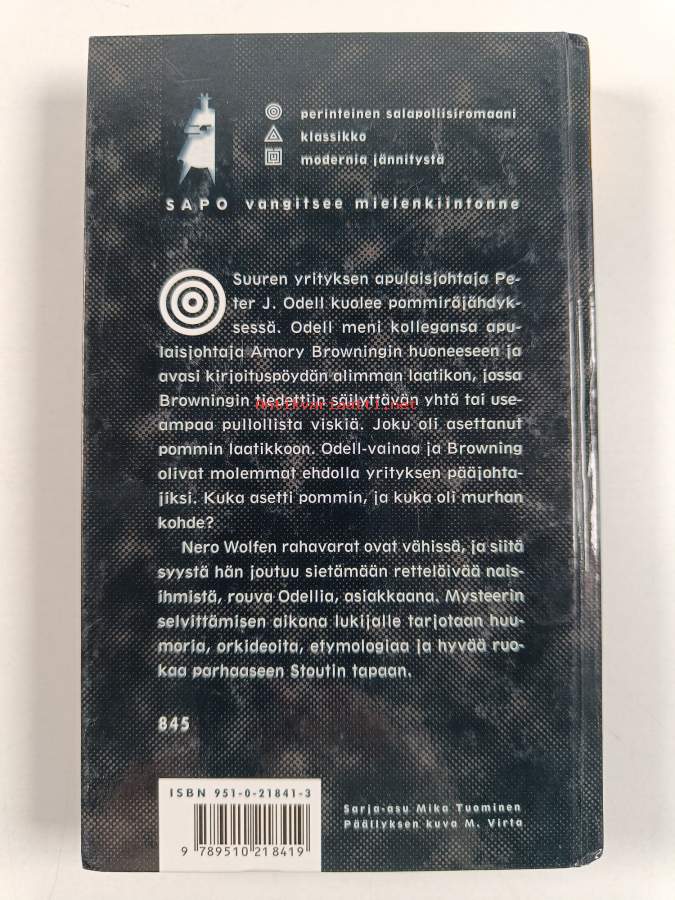 perinteinen salapoliisiromaani
klassikko
modernia jännitystä
SAPO vangitsee mielenkiintonne
Suuren yrityksen apulaisjohtaja Pe-
ter J. Odell kuolee pommiräjähdyk-
sessä. Odell meni kollegansa apu-
laisjohtaja Amory Browningin huoneeseen ja
avasi kirjoituspöydän alimman laatikon, jossa
Browningin tiedettiin säilyttävän yhtä tai use-
Antikvariaatti.net
ampaa pullollista viskiä. Joku oli asettanut
pommin laatikkoon. Odell-vainaa ja Browning
olivat molemmat ehdolla yrityksen pääjohta-
jiksi. Kuka asetti pommin, ja kuka oli murhan
kohde?
Nero Wolfen rahavarat ovat vähissä, ja siitä
syystä hän joutuu sietämään rettelöivää nais-
ihmistä, rouva Odellia, asiakkaana. Mysteerin
selvittämisen aikana lukijalle tarjotaan huu-
moria, orkideoita, etymologiaa ja hyvää ruo-
kaa parhaaseen Stoutin tapaan.
845
ISBN 951-0-21841-3
9 789510 218419
Sarja-asu Mika Tuominen
Päällyksen kuva M. Virta